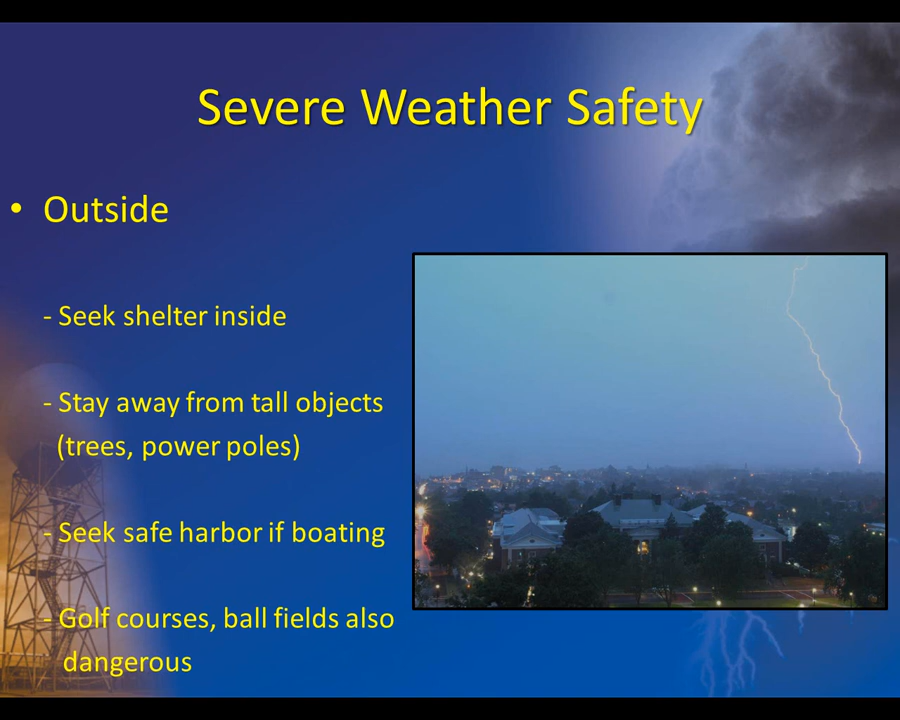 Severe Weather Safety
• Outside
- Seek shelter inside
- Stay away from tall objects
(trees, power poles)
- Seek safe harbor if boating
- Golf courses, ball fields also
dangerous